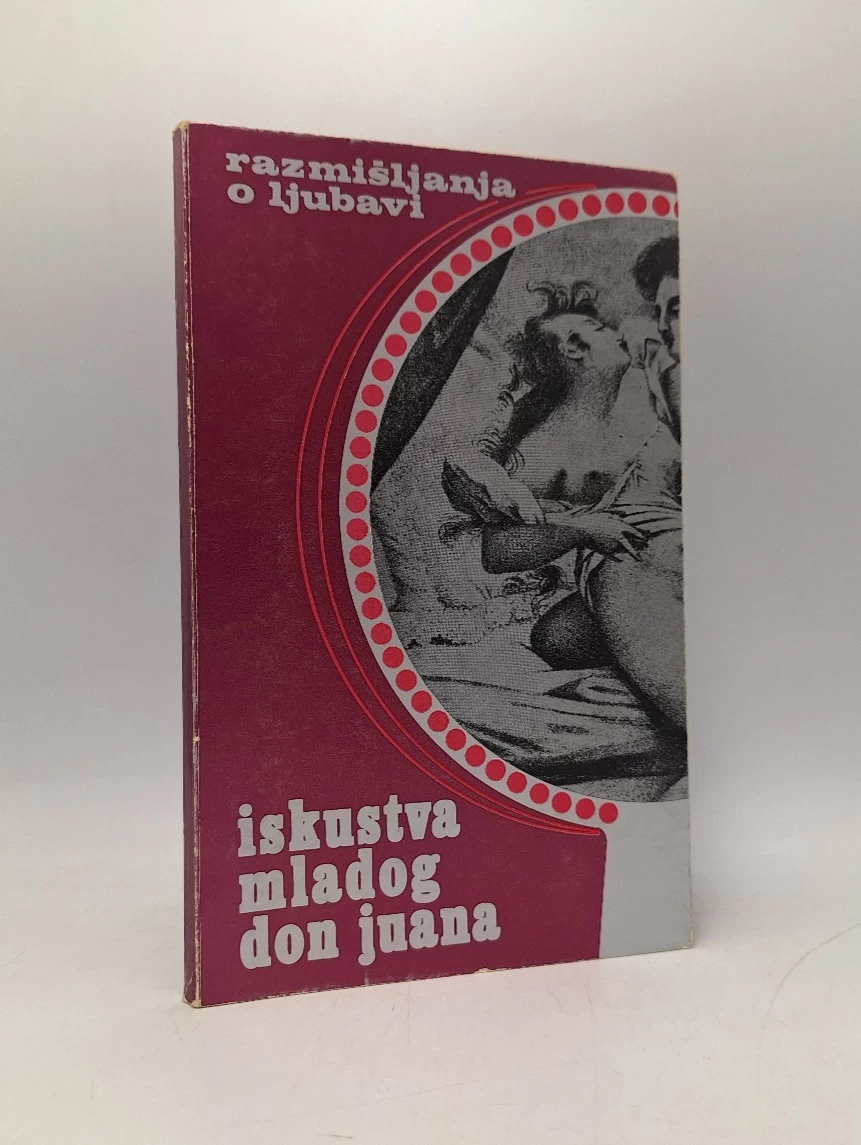 razmišljanja
o ljubavi
iskustva
mladog
don juana